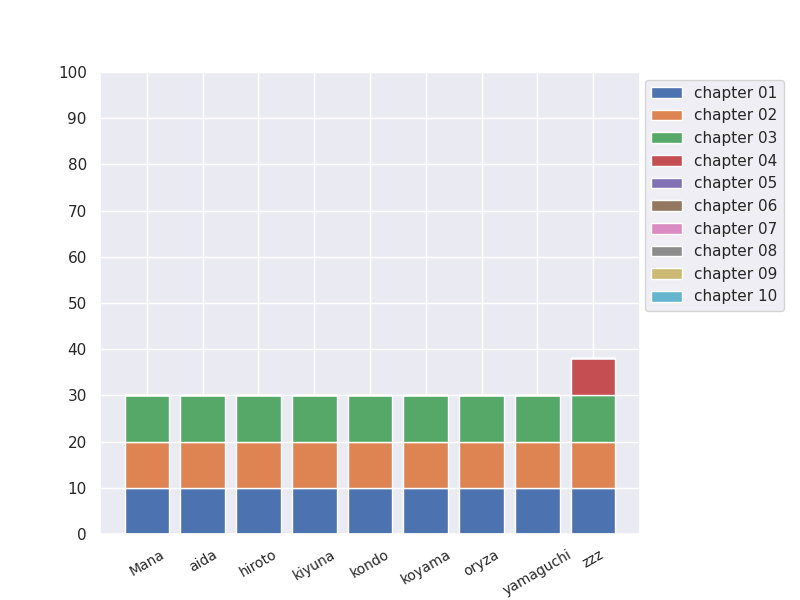 100
90
80
70
60
50
40
30
20
10
0
Mana
aida
hiroto
kiyuna
kondo
koyama
oryza
yamaguchi
zzz
chapter 01
chapter 02
chapter 03
chapter 04
chapter 05
chapter 06
chapter 07
chapter 08
chapter 09
chapter 10